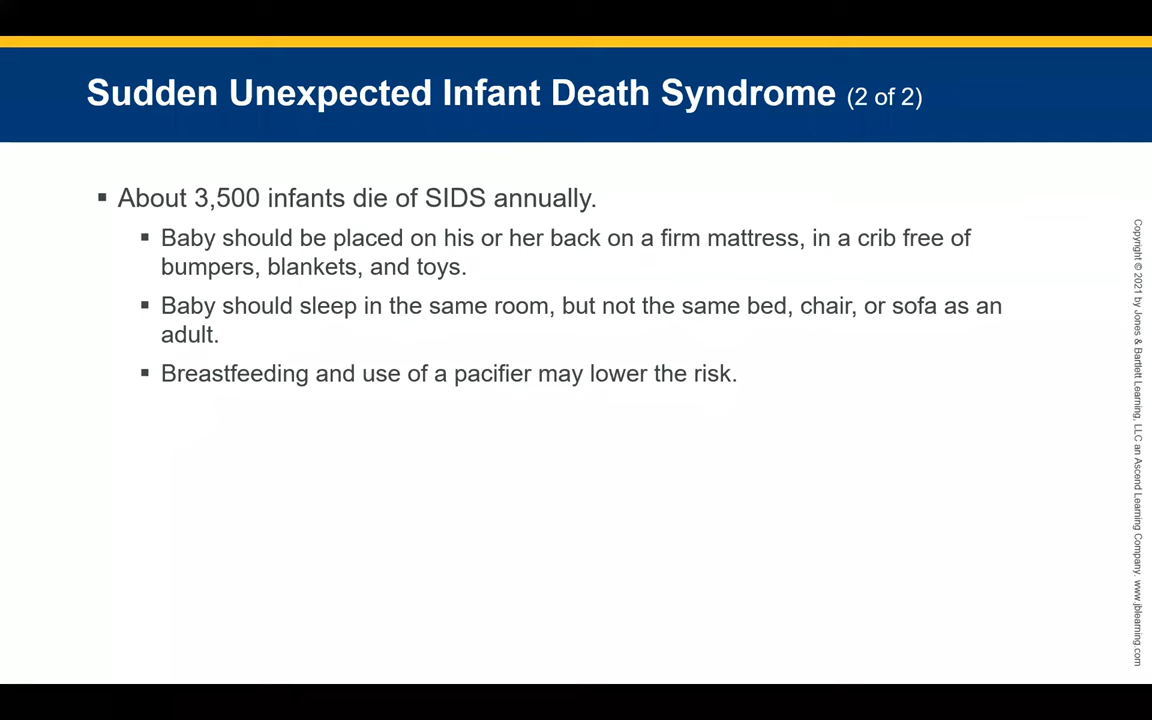 Sudden Unexpected Infant Death Syndrome (2 of 2)
▪ About 3,500 infants die of SIDS annually.
▪ Baby should be placed on his or her back on a firm mattress, in a crib free of
bumpers, blankets, and toys.
▪ Baby should sleep in the same room, but not the same bed, chair, or sofa as an
adult.
▪ Breastfeeding and use of a pacifier may lower the risk.
Copyright © 2021 by Jones & Bartlett Learning, LLC an Ascend Learning Company. www.jblearning.com